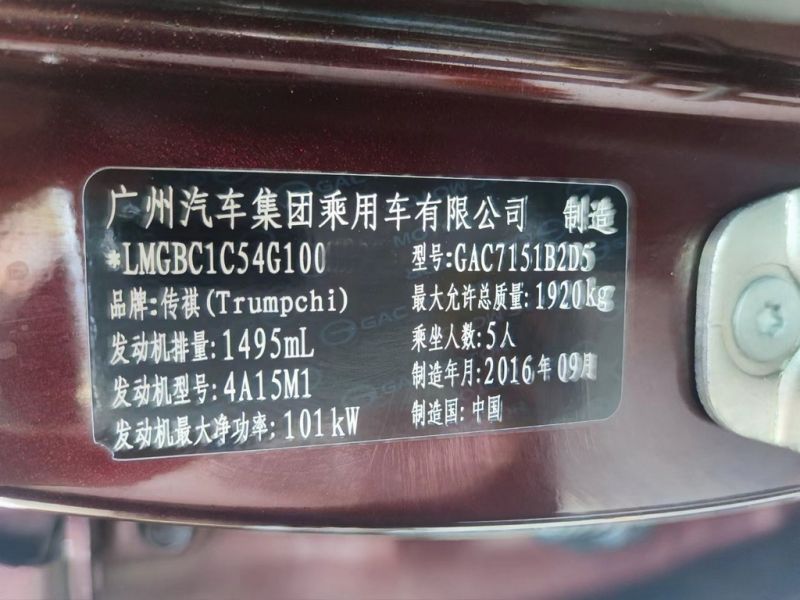 广州汽车集团乘用车有限公司 制造
*LMGBC1C54G100 型号:GAC7151B2D5
品牌:传祺(Trumpchi) 最大允许总质量:1920kg
发动机排量:1495mL 乘坐人数:5人
发动机型号:4A15M1 制造年月:2016年09月
发动机最大净功率:101kW 制造国:中国